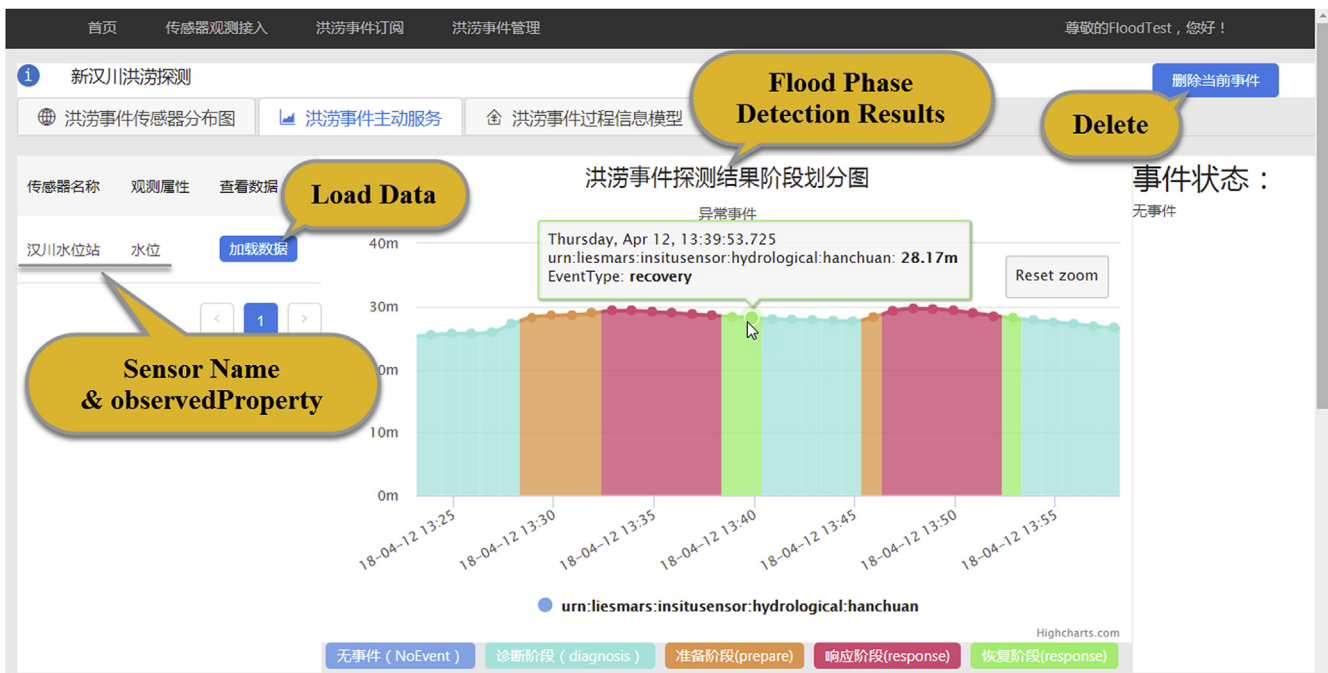 首页 传感器观测接入 洪涝事件订阅 洪涝事件管理 尊敬的FloodTest，您好！
i 新汉川洪涝探测
删除当前事件
Flood Phase
Detection Results
Delete
洪涝事件传感器分布图 洪涝事件主动服务 洪涝事件过程信息模型
传感器名称 观测属性 查看数据
Load Data
汉川水位站 水位 加载数据
< 1 >
Sensor Name
& observedProperty
洪涝事件探测结果阶段划分图
异常事件
Thursday, Apr 12, 13:39:53.725
urn:liesmars:insitusensor:hydrological:hanchuan: 28.17m
EventType: recovery
Reset zoom
40m
30m
0m
10m
0m
18-04-12 13:25 18-04-12 13:30 18-04-12 13:35 18-04-12 13:40 18-04-12 13:45 18-04-12 13:50 18-04-12 13:55
urn:liesmars:insitusensor:hydrological:hanchuan
Highcharts.com
无事件（NoEvent） 诊断阶段（diagnosis） 准备阶段(prepare) 响应阶段(response) 恢复阶段(response)
事件状态：
无事件